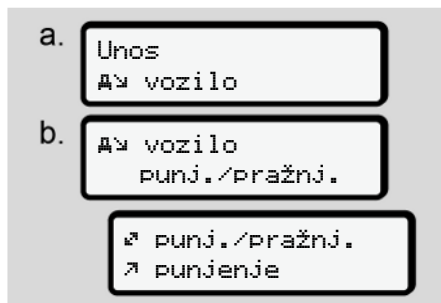 a.
Unos
A↘ vozilo
b.
A↘ vozilo
punj./pražnj.
⤢ punj./pražnj.
↗ punjenje